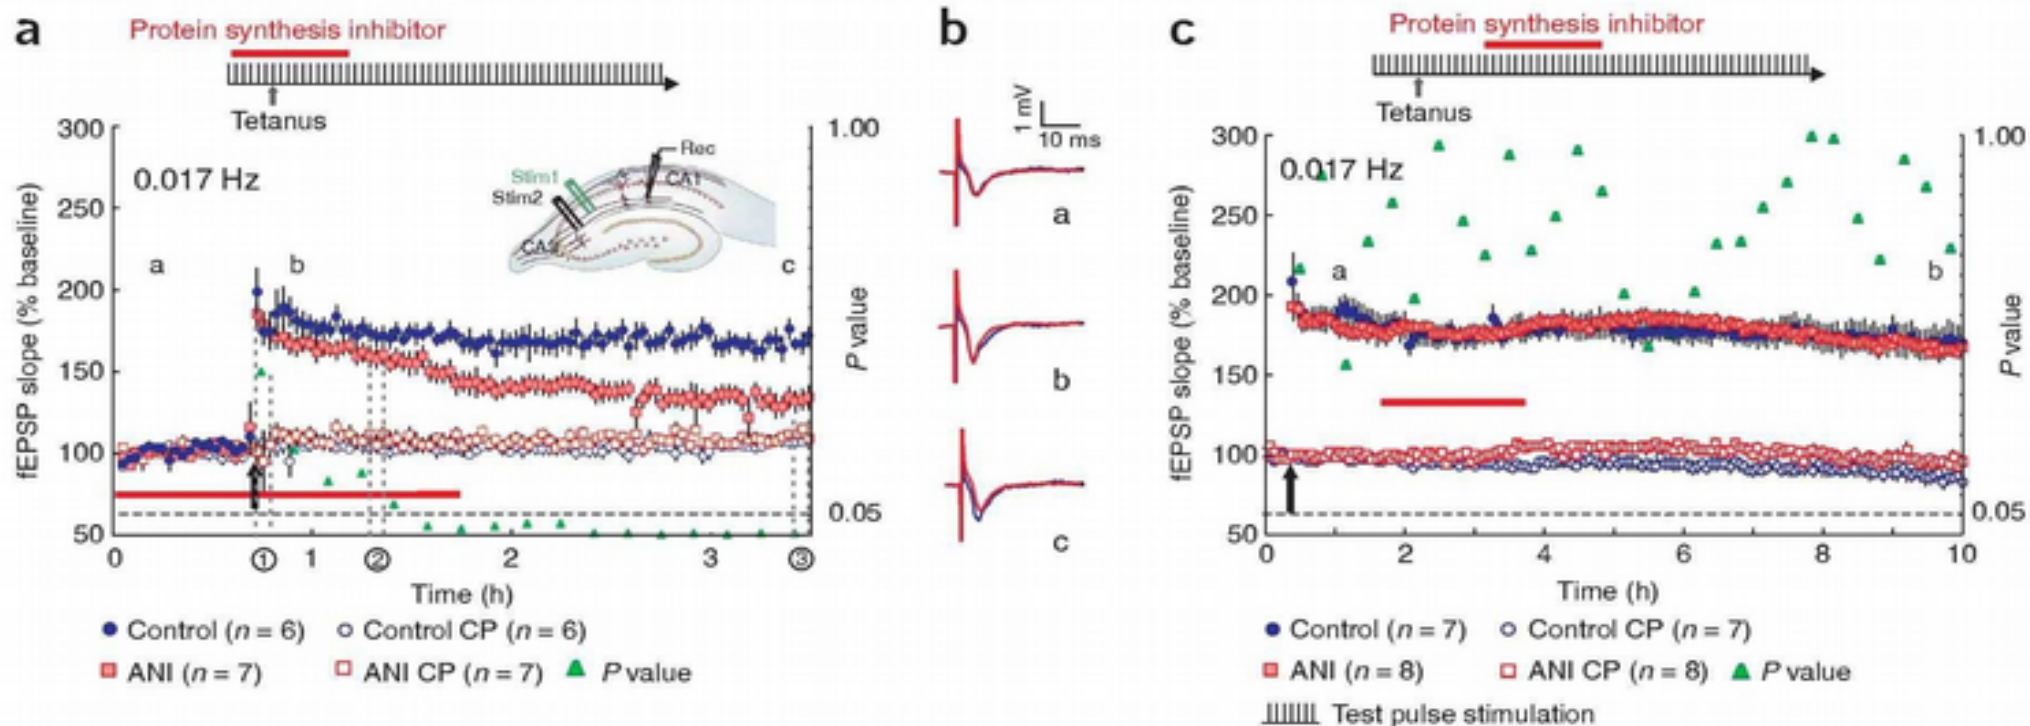 a
Protein synthesis inhibitor
Tetanus
300
250
200
150
100
50
fEPSP slope (% baseline)
0.017 Hz
a
b
c
Stim1
Stim2
Rec
CA1
CA3
1.00
0.05
P value
0
①
1
②
2
3
③
Time (h)
Control (n = 6)
Control CP (n = 6)
ANI (n = 7)
ANI CP (n = 7)
P value
b
1 mV
10 ms
a
b
c
c
Protein synthesis inhibitor
Tetanus
300
250
200
150
100
50
fEPSP slope (% baseline)
0.017 Hz
a
b
1.00
0.05
P value
0
2
4
6
8
10
Time (h)
Control (n = 7)
Control CP (n = 7)
ANI (n = 8)
ANI CP (n = 8)
P value
Test pulse stimulation